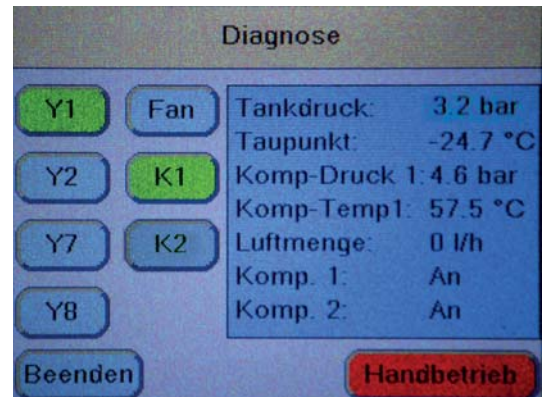 Diagnose
Y1 Fan Tankdruck: 3.2 bar
Taupunkt: -24.7 °C
Y2 K1 Komp-Druck 1: 4.6 bar
Komp-Temp1: 57.5 °C
Y7 K2 Luftmenge: 0 l/h
Komp. 1: An
Y8 Komp. 2: An
Beenden Handbetrieb